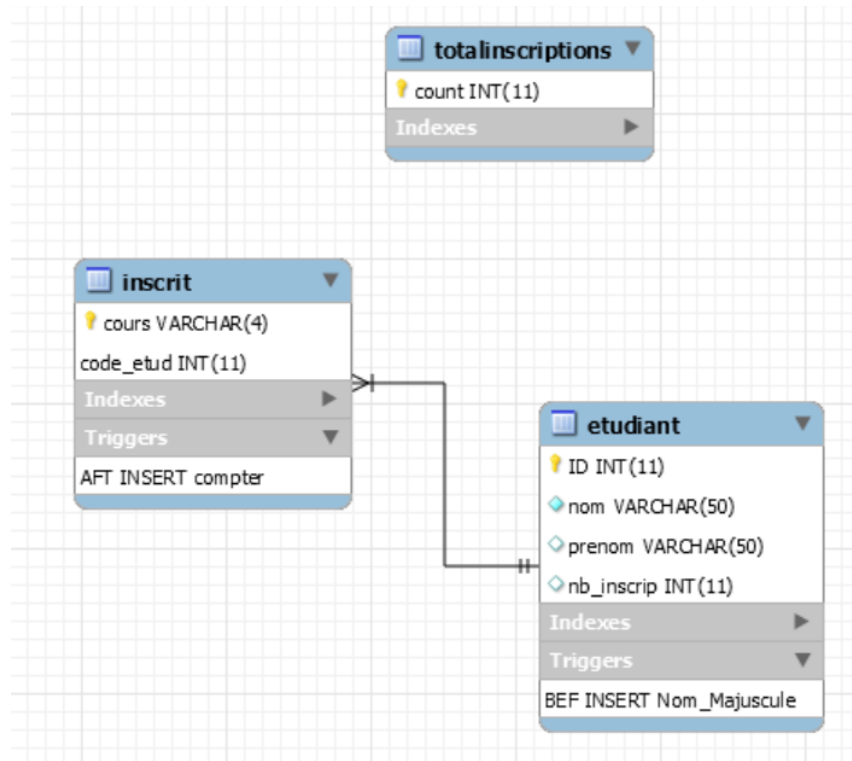 totalinscriptions
count INT(11)
Indexes
inscrit
cours VARCHAR(4)
code_etud INT(11)
Indexes
Triggers
AFT INSERT compter
etudiant
ID INT(11)
nom VARCHAR(50)
prenom VARCHAR(50)
nb_inscrip INT(11)
Indexes
Triggers
BEF INSERT Nom_Majuscule